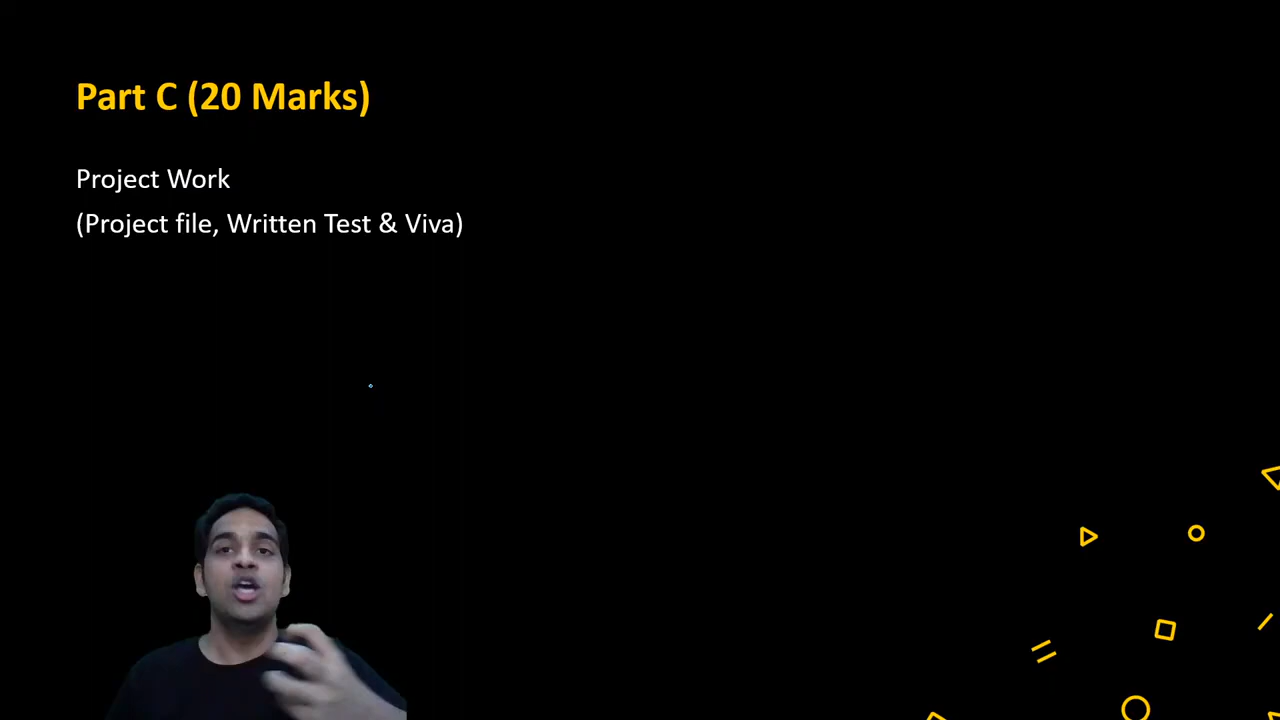 Part C (20 Marks)
Project Work
(Project file, Written Test & Viva)